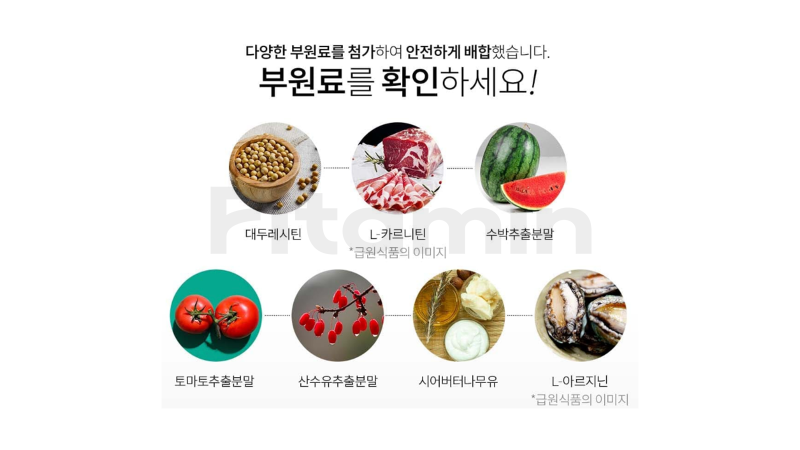 다양한 부원료를 첨가하여 안전하게 배합했습니다.
부원료를 확인하세요!
Fitamin
대두레시틴
L-카르니틴
수박추출분말
*급원식품의 이미지
토마토추출분말
산수유추출분말
시어버터나무유
L-아르지닌
*급원식품의 이미지